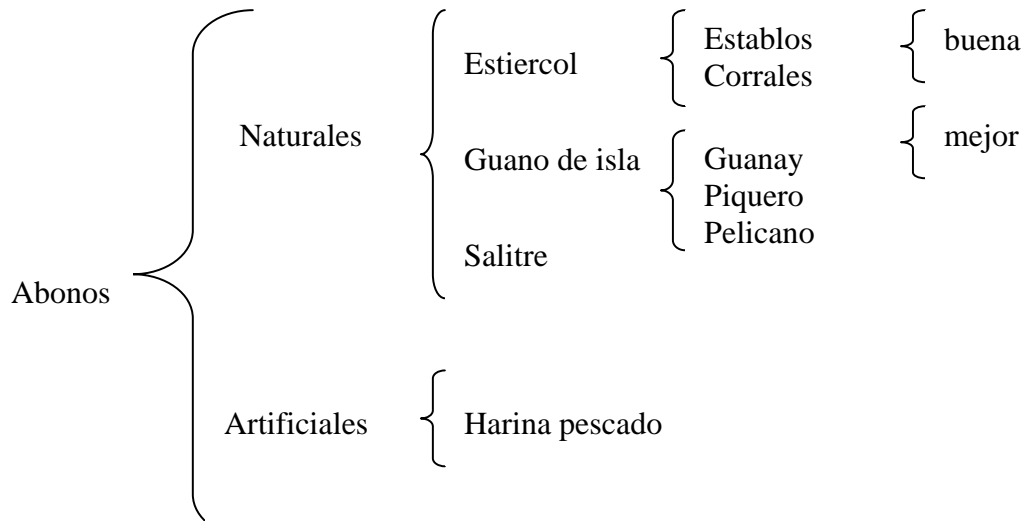 Establos
buena
Estiercol
Corrales
Naturales
Guano de isla
Guanay
mejor
Piquero
Pelicano
Salitre
Abonos
Artificiales
Harina pescado